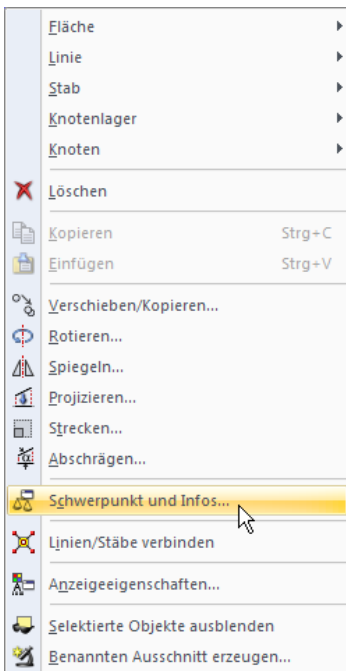 Fläche
Linie
Stab
Knotenlager
Knoten
Löschen
Kopieren Strg+C
Einfügen Strg+V
Verschieben/Kopieren...
Rotieren...
Spiegeln...
Projizieren...
Strecken...
Abschrägen...
Schwerpunkt und Infos...
Linien/Stäbe verbinden
Anzeigeeigenschaften...
Selektierte Objekte ausblenden
Benannten Ausschnitt erzeugen...